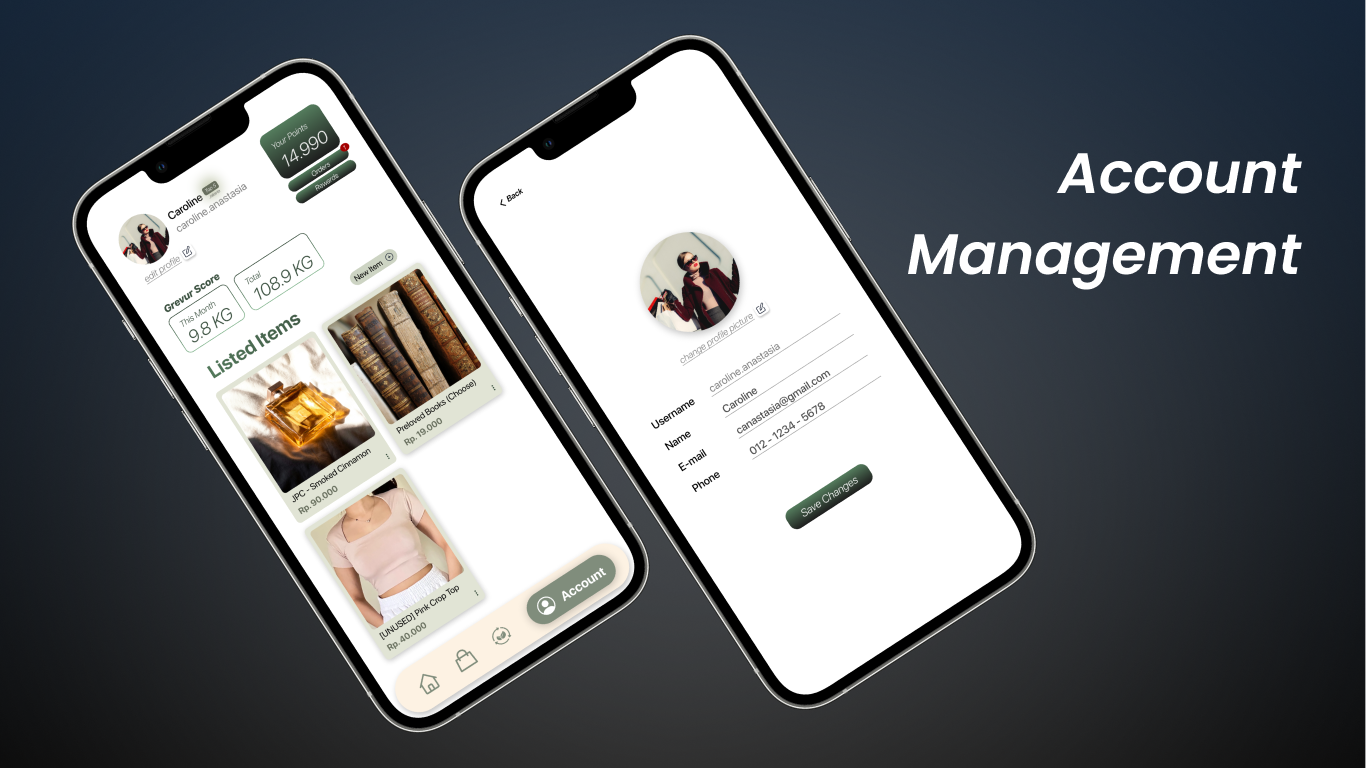 Account
Management
Your Points
14.990
Orders
1
Rewards
Caroline
caroline.anastasia
edit profile
Grevur Score
This Month
9.8 KG
Total
108.9 KG
Listed Items
New Item
JPC - Smoked Cinnamon
Rp. 90.000
Preloved Books (Choose)
Rp. 19.000
[UNUSED] Pink Crop Top
Rp. 40.000
Account
Back
change profile picture
Username caroline.anastasia
Name Caroline
E-mail canastasia@gmail.com
Phone 012 - 1234 - 5678
Save Changes